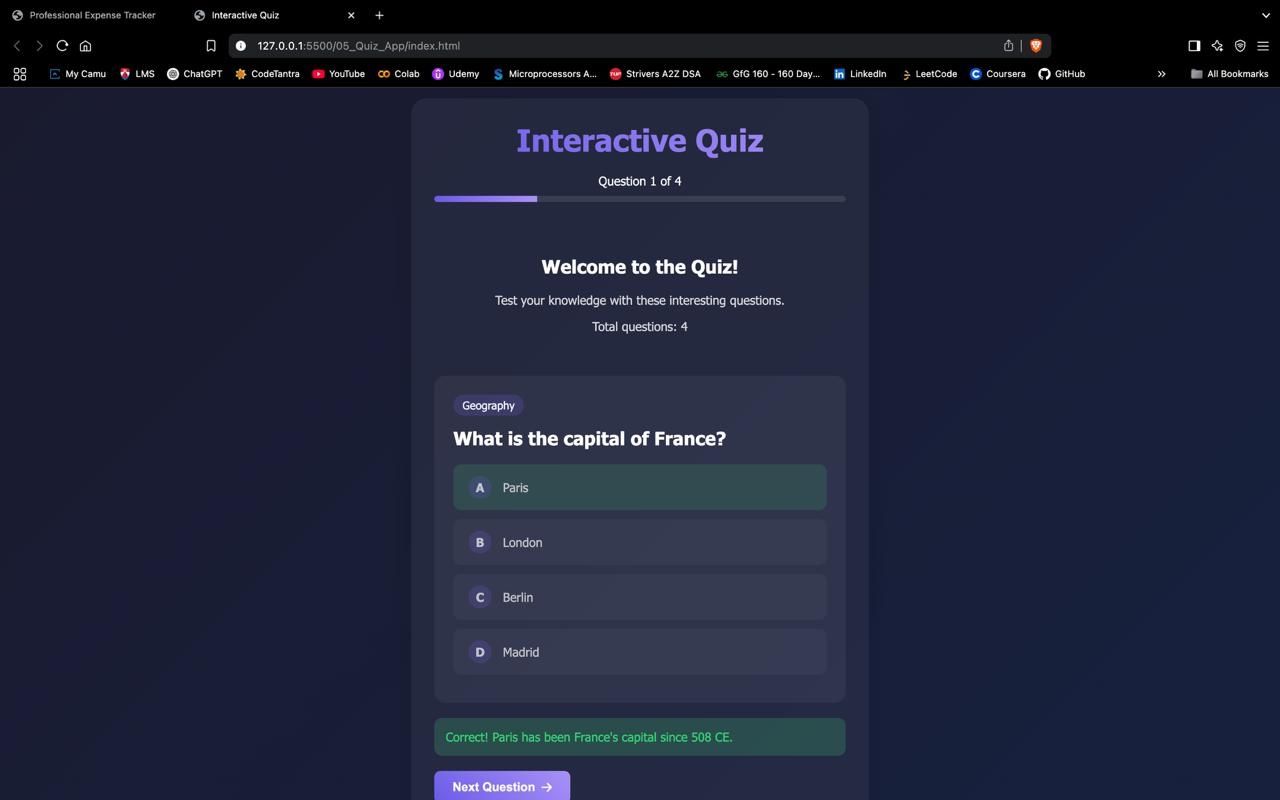 Professional Expense Tracker
Interactive Quiz
127.0.0.1:5500/05_Quiz_App/index.html
My Camu
LMS
ChatGPT
CodeTantra
YouTube
Colab
Udemy
Microprocessors A...
Strivers A2Z DSA
GfG 160 - 160 Day...
LinkedIn
LeetCode
Coursera
GitHub
All Bookmarks
Interactive Quiz
Question 1 of 4
Welcome to the Quiz!
Test your knowledge with these interesting questions.
Total questions: 4
Geography
What is the capital of France?
A Paris
B London
C Berlin
D Madrid
Correct! Paris has been France's capital since 508 CE.
Next Question →